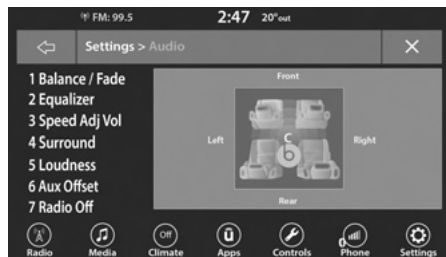 FM: 99.5
2:47
20°out
Settings > Audio
1 Balance / Fade
2 Equalizer
3 Speed Adj Vol
4 Surround
5 Loudness
6 Aux Offset
7 Radio Off
Front
Left
C
Right
Rear
Off
Radio
Media
Climate
Apps
Controls
Phone
Settings